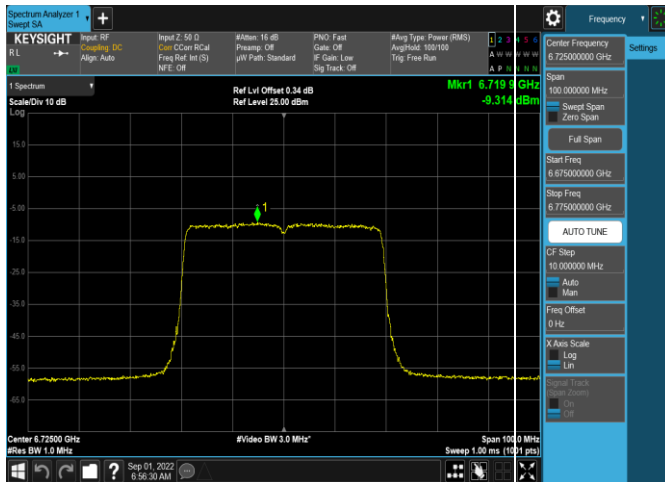 Spectrum Analyzer 1
Swept SA
+
Frequency
KEYSIGHT
RL
Input: RF
Coupling: DC
Align: Auto
Input Z: 50 Ω
Corr CCorr RCal
Freq Ref: Int (S)
NFE: Off
#Atten: 16 dB
Preamp: Off
µW Path: Standard
PNO: Fast
Gate: Off
IF Gain: Low
Sig Track: Off
#Avg Type: Power (RMS)
Avg|Hold: 100/100
Trig: Free Run
1 2 3 4 5 6
A W W W W W
A P N N N N
1 Spectrum
Scale/Div 10 dB
Log
Ref Lvl Offset 0.34 dB
Ref Level 25.00 dBm
Mkr1 6.719 9 GHz
-9.314 dBm
15.0
5.00
-5.00
-15.0
-25.0
-35.0
-45.0
-55.0
-65.0
1
Center 6.72500 GHz
#Res BW 1.0 MHz
#Video BW 3.0 MHz*
Span 100.0 MHz
Sweep 1.00 ms (1001 pts)
?
Sep 01, 2022
6:56:30 AM
Settings
Center Frequency
6.725000000 GHz
Span
100.000000 MHz
Swept Span
Zero Span
Full Span
Start Freq
6.675000000 GHz
Stop Freq
6.775000000 GHz
AUTO TUNE
CF Step
10.000000 MHz
Auto
Man
Freq Offset
0 Hz
X Axis Scale
Log
Lin
Signal Track
(Span Zoom)
On
Off